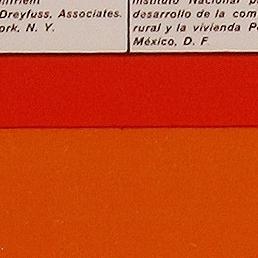 Dreyfuss, Associates.
ork, N. Y.
Instituto Nacional p
desarrollo de la com
rural y la vivienda P
México, D. F